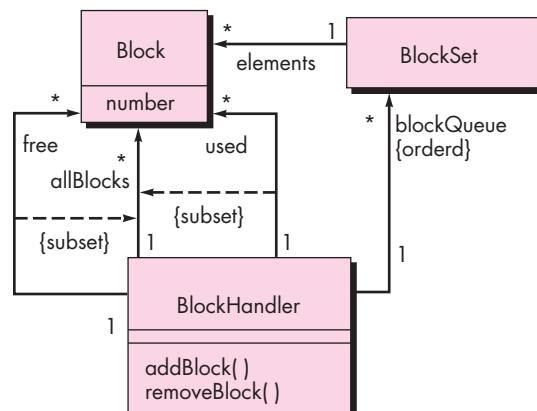 Block
number
*
1
elements
BlockSet
*
free
*
used
*
blockQueue
{orderd}
*
allBlocks
{subset}
{subset}
1
1
1
1
BlockHandler
addBlock( )
removeBlock( )